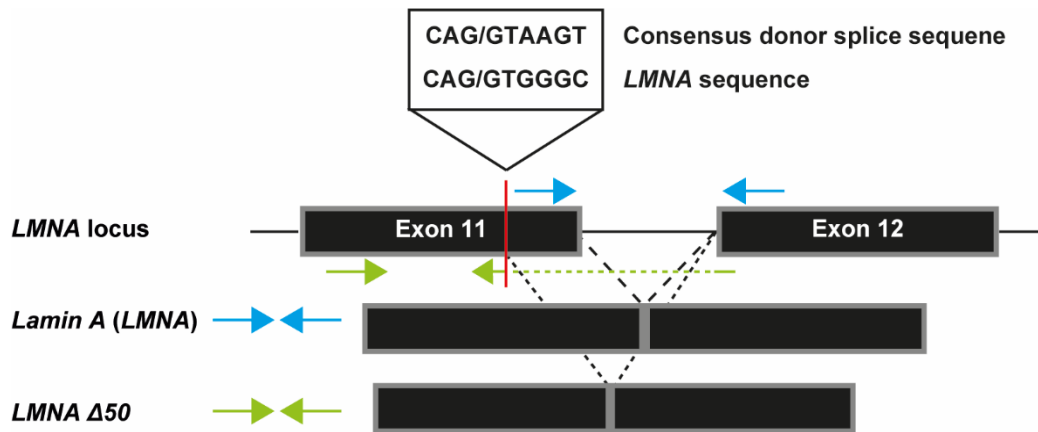 CAG/GTAAGT Consensus donor splice sequene
CAG/GTGGGC LMNA sequence
LMNA locus Exon 11 Exon 12
Lamin A (LMNA)
LMNA Δ50